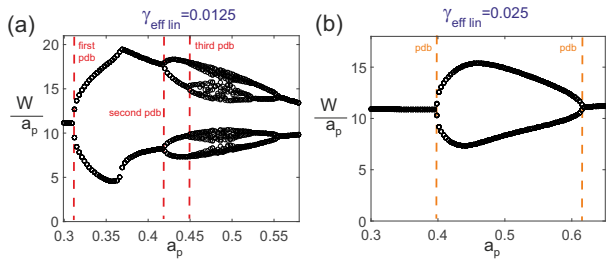 γeff lin=0.0125
(a)
20
15
10
5
0
W
ap
first
pdb
second pdb
third pdb
0.3
0.35
0.4
0.45
0.5
0.55
ap
γeff lin=0.025
(b)
15
10
5
0
W
ap
pdb
pdb
0.3
0.4
0.5
0.6
ap